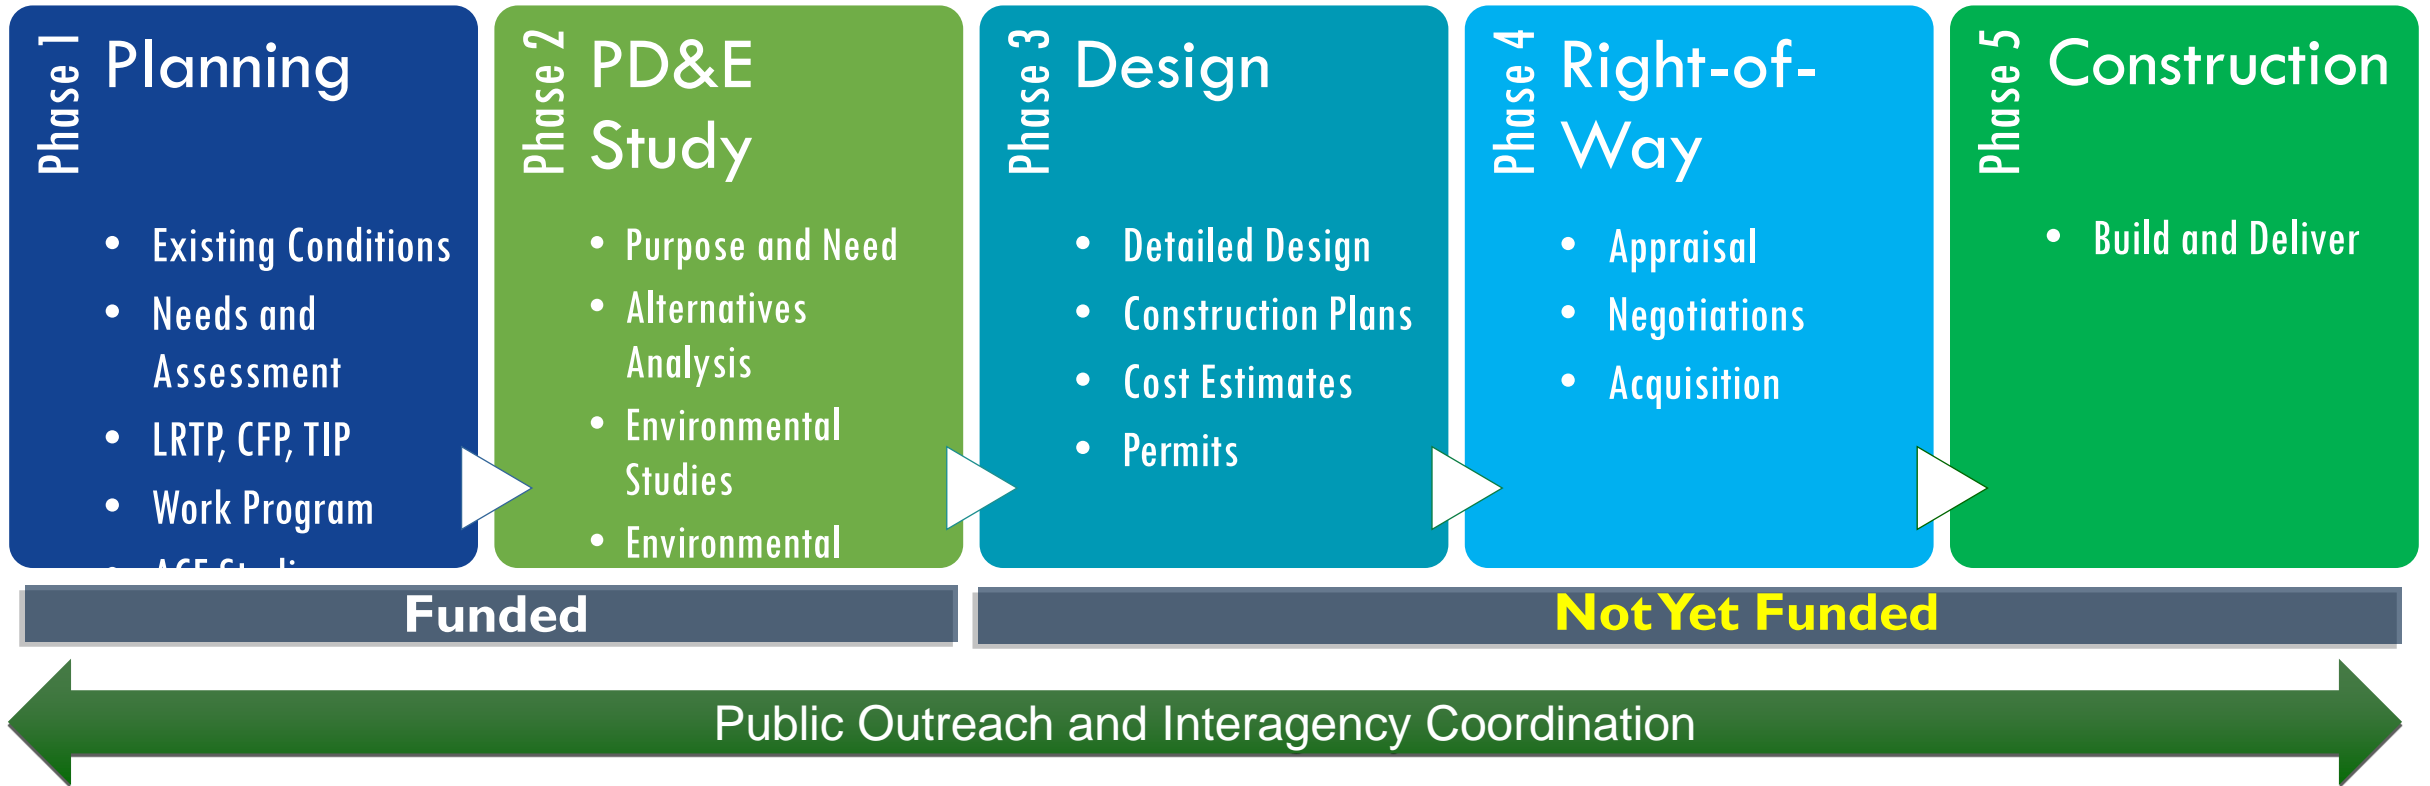 Phase 1
Planning
• Existing Conditions
• Needs and
Assessment
• LRTP, CFP, TIP
• Work Program
Phase 2
PD&E
Study
• Purpose and Need
• Alternatives
Analysis
• Environmental
Studies
• Environmental
Phase 3
Design
• Detailed Design
• Construction Plans
• Cost Estimates
• Permits
Phase 4
Right-of-
Way
• Appraisal
• Negotiations
• Acquisition
Phase 5
Construction
• Build and Deliver
Funded
Not Yet Funded
Public Outreach and Interagency Coordination